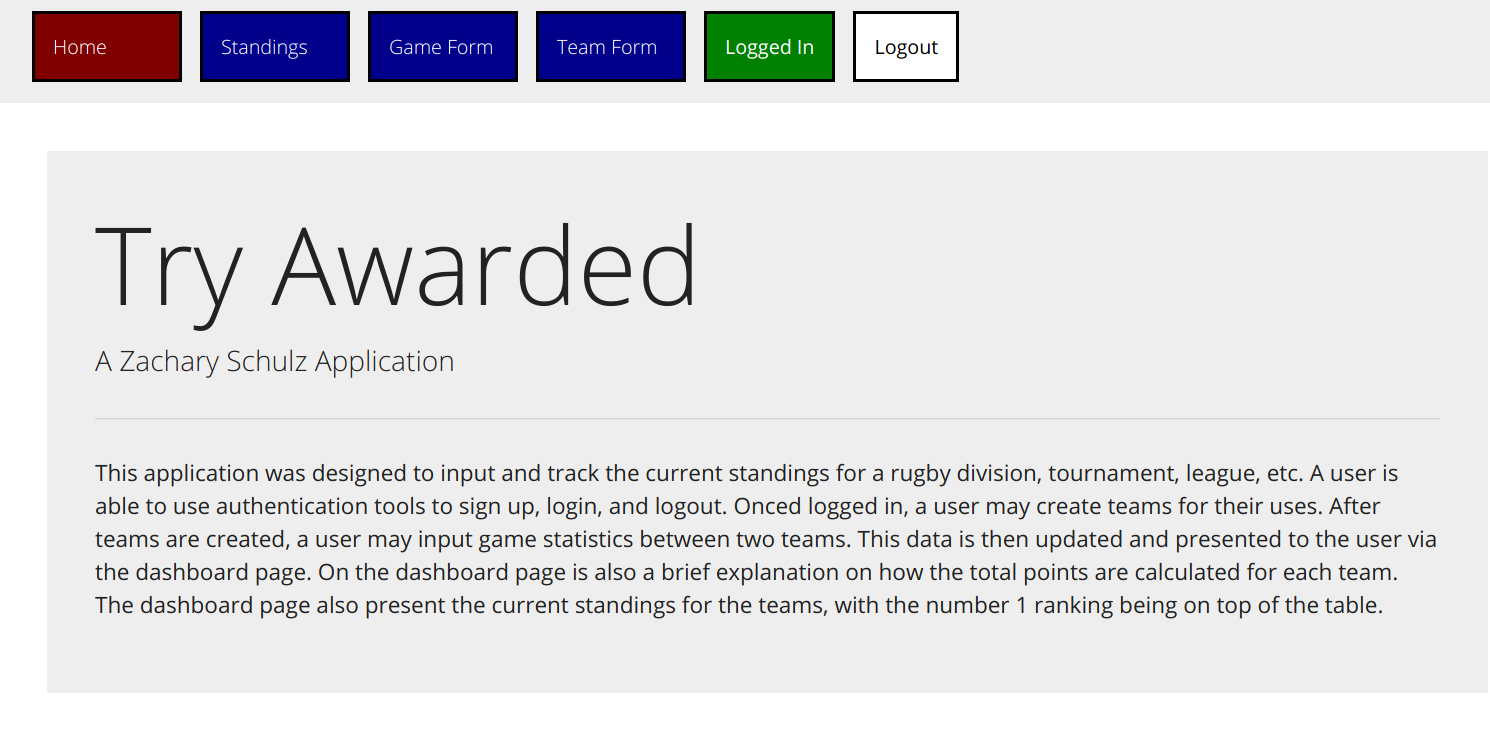 Home Standings Game Form Team Form Logged In Logout
Try Awarded
A Zachary Schulz Application
This application was designed to input and track the current standings for a rugby division, tournament, league, etc. A user is
able to use authentication tools to sign up, login, and logout. Onced logged in, a user may create teams for their uses. After
teams are created, a user may input game statistics between two teams. This data is then updated and presented to the user via
the dashboard page. On the dashboard page is also a brief explanation on how the total points are calculated for each team.
The dashboard page also present the current standings for the teams, with the number 1 ranking being on top of the table.